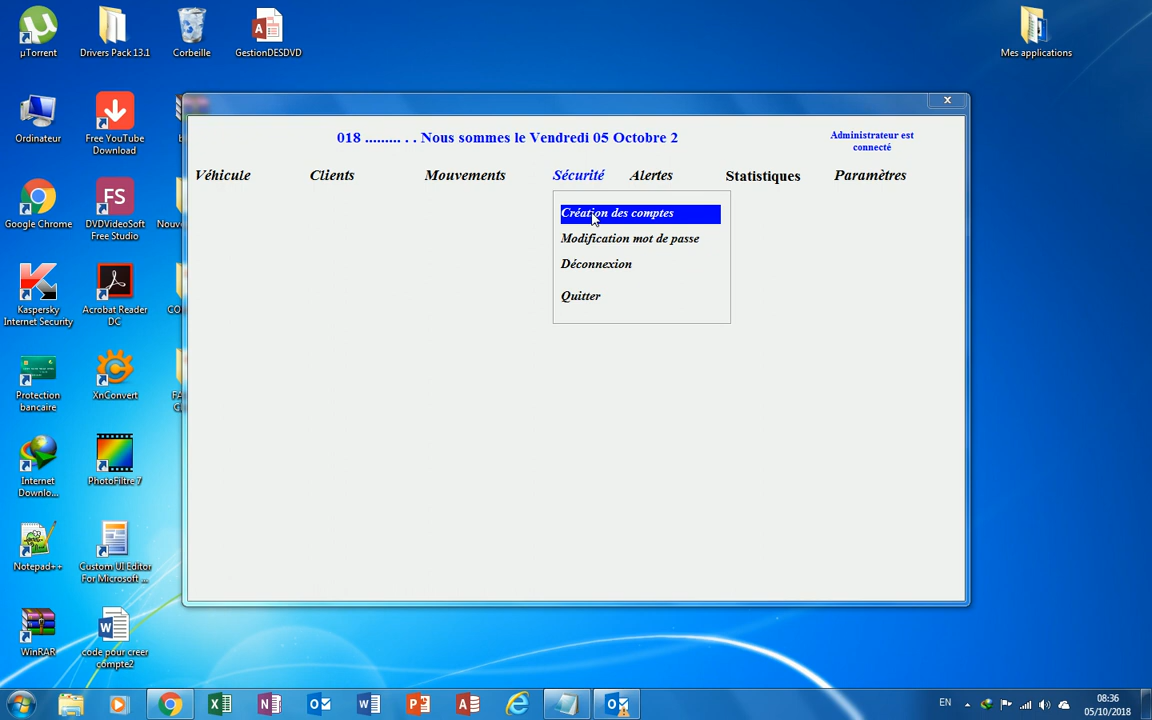 µTorrent
Drivers Pack 13.1
Corbeille
GestionDESDVD
Mes applications
Ordinateur
Free YouTube
Download
Google Chrome
DVDVideoSoft
Free Studio
Kaspersky
Internet Security
Acrobat Reader
DC
Protection
bancaire
XnConvert
Internet
Downlo...
PhotoFiltre 7
Notepad++
Custom UI Editor
For Microsoft ...
WinRAR
code pour creer
compte2
018 ......... . . Nous sommes le Vendredi 05 Octobre 2
Administrateur est
connecté
Véhicule Clients Mouvements Sécurité Alertes Statistiques Paramètres
Création des comptes
Modification mot de passe
Déconnexion
Quitter
EN
08:36
05/10/2018